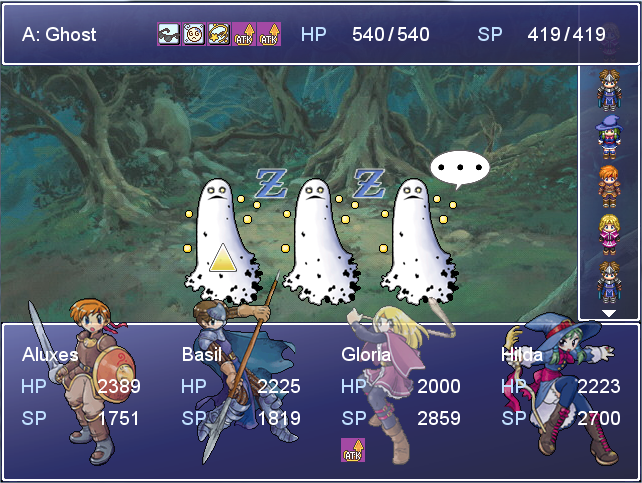 A: Ghost ATK ATK HP 540/540 SP 419/419
Z Z
...
Aluxes Basil Gloria Hilda
HP 2389 HP 2225 HP 2000 HP 2223
SP 1751 SP 1819 SP 2859 SP 2700
ATK